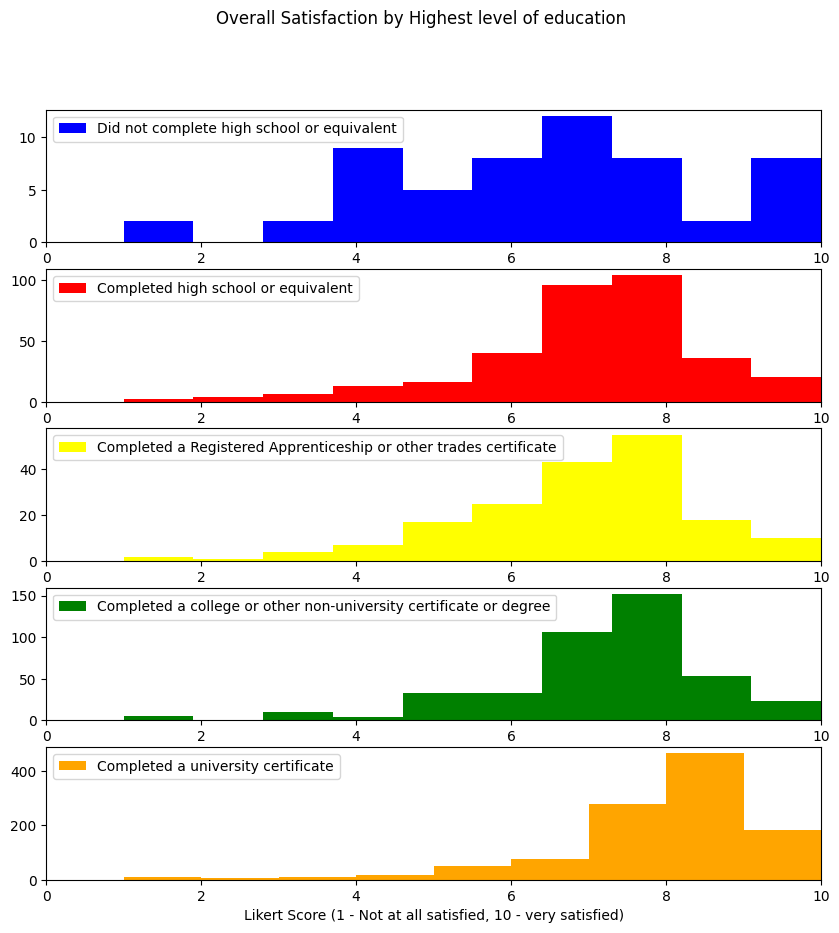 Overall Satisfaction by Highest level of education
Did not complete high school or equivalent
10
5
0
0 2 4 6 8 10
Completed high school or equivalent
100
50
0
0 2 4 6 8 10
Completed a Registered Apprenticeship or other trades certificate
40
20
0
0 2 4 6 8 10
Completed a college or other non-university certificate or degree
150
100
50
0
0 2 4 6 8 10
Completed a university certificate
400
200
0
0 2 4 6 8 10
Likert Score (1 - Not at all satisfied, 10 - very satisfied)